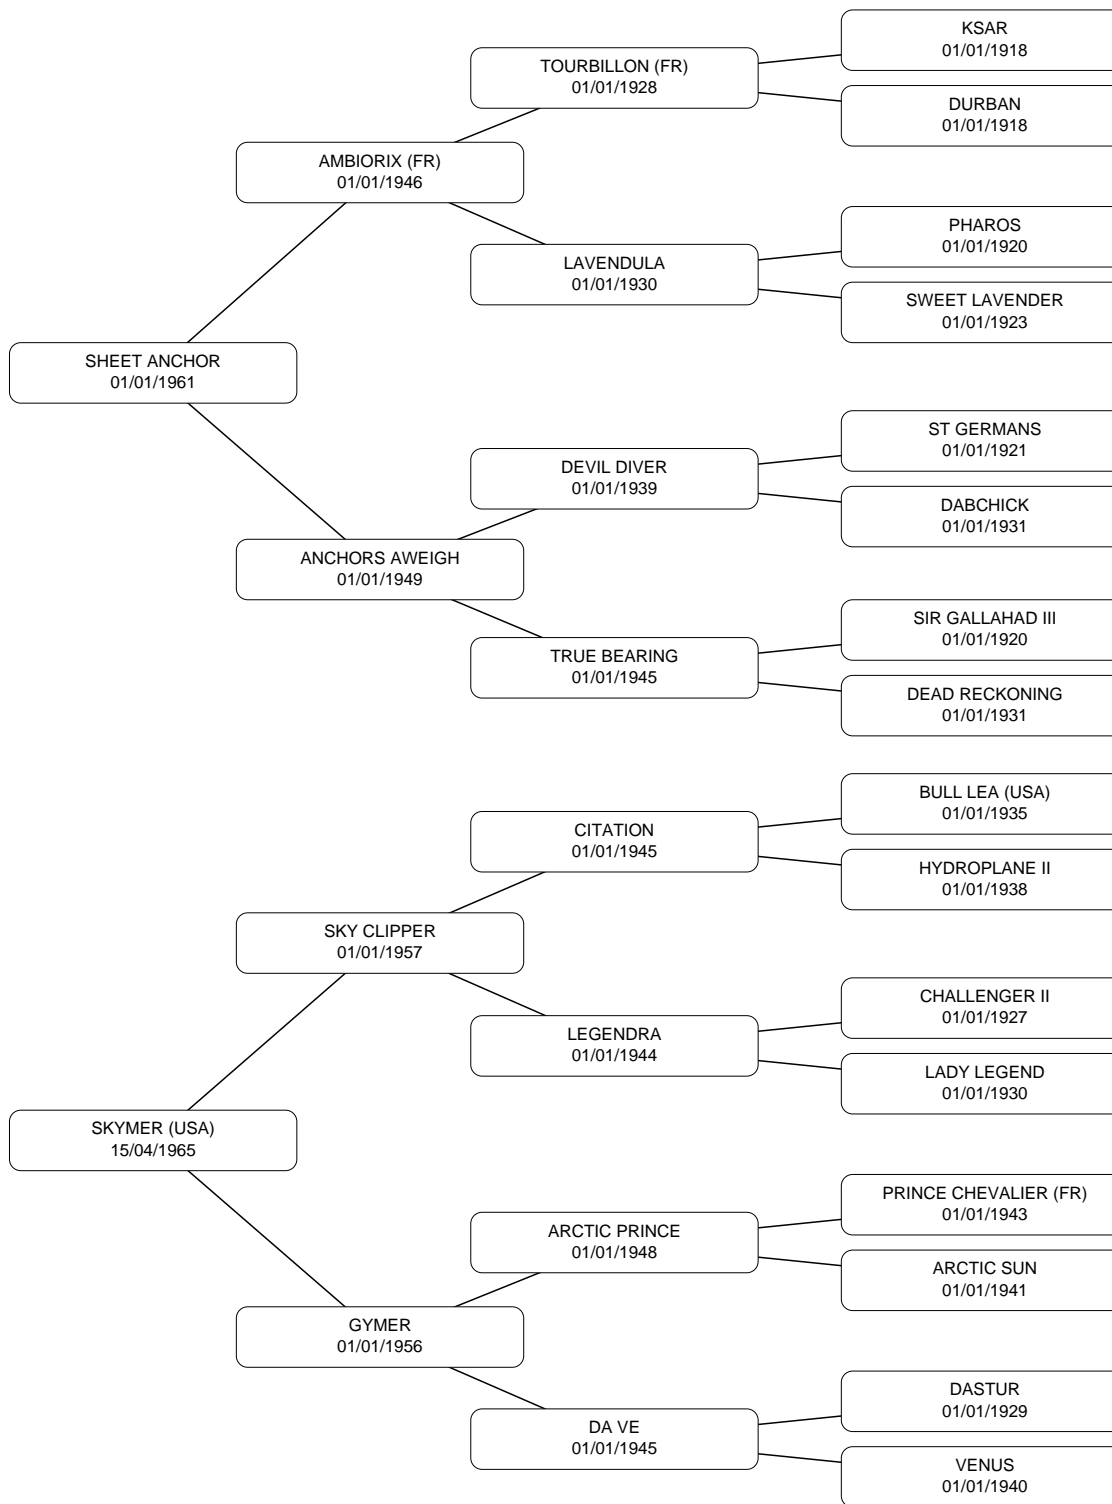 KSAR
01/01/1918
TOURBILLON (FR)
01/01/1928
DURBAN
01/01/1918
AMBIORIX (FR)
01/01/1946
PHAROS
01/01/1920
LAVENDULA
01/01/1930
SWEET LAVENDER
01/01/1923
SHEET ANCHOR
01/01/1961
ST GERMANS
01/01/1921
DEVIL DIVER
01/01/1939
DABCHICK
01/01/1931
ANCHORS AWEIGH
01/01/1949
SIR GALLAHAD III
01/01/1920
TRUE BEARING
01/01/1945
DEAD RECKONING
01/01/1931
BULL LEA (USA)
01/01/1935
CITATION
01/01/1945
HYDROPLANE II
01/01/1938
SKY CLIPPER
01/01/1957
CHALLENGER II
01/01/1927
LEGENDRA
01/01/1944
LADY LEGEND
01/01/1930
SKYMER (USA)
15/04/1965
PRINCE CHEVALIER (FR)
01/01/1943
ARCTIC PRINCE
01/01/1948
ARCTIC SUN
01/01/1941
GYMER
01/01/1956
DASTUR
01/01/1929
DA VE
01/01/1945
VENUS
01/01/1940